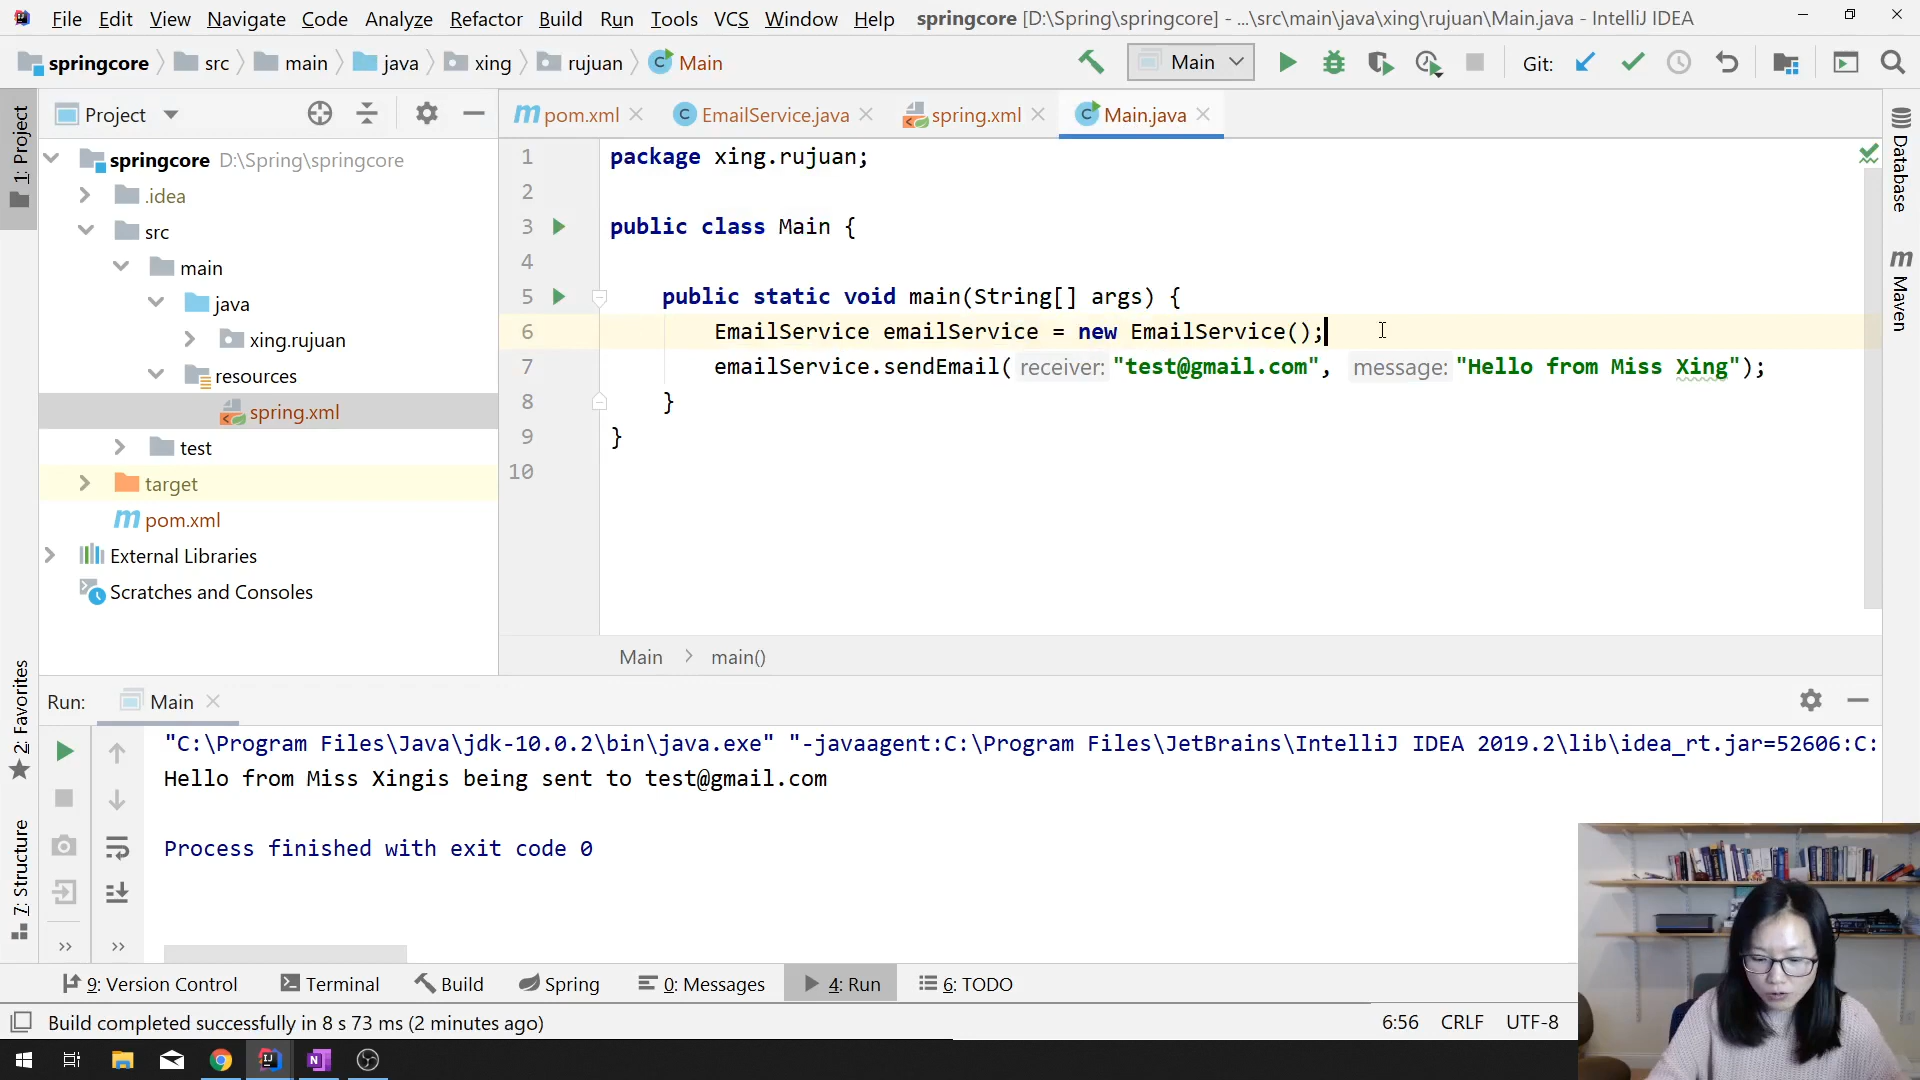 File Edit View Navigate Code Analyze Refactor Build Run Tools VCS Window Help springcore [D:\Spring\springcore] - ...\src\main\java\xing\rujuan\Main.java - IntelliJ IDEA
springcore src main java xing rujuan Main Main Git:
Project
pom.xml EmailService.java spring.xml Main.java
1: Project
springcore D:\Spring\springcore
.idea
src
main
java
xing.rujuan
resources
spring.xml
test
target
pom.xml
External Libraries
Scratches and Consoles
1 package xing.rujuan;
2
3 public class Main {
4
5 public static void main(String[] args) {
6 EmailService emailService = new EmailService();
7 emailService.sendEmail( receiver: "test@gmail.com", message: "Hello from Miss Xing");
8 }
9 }
10
Main main()
Database
m Maven
2: Favorites
7: Structure
Run: Main
"C:\Program Files\Java\jdk-10.0.2\bin\java.exe" "-javaagent:C:\Program Files\JetBrains\IntelliJ IDEA 2019.2\lib\idea_rt.jar=52606:C:
Hello from Miss Xingis being sent to test@gmail.com
Process finished with exit code 0
9: Version Control Terminal Build Spring 0: Messages 4: Run 6: TODO
Build completed successfully in 8 s 73 ms (2 minutes ago) 6:56 CRLF UTF-8